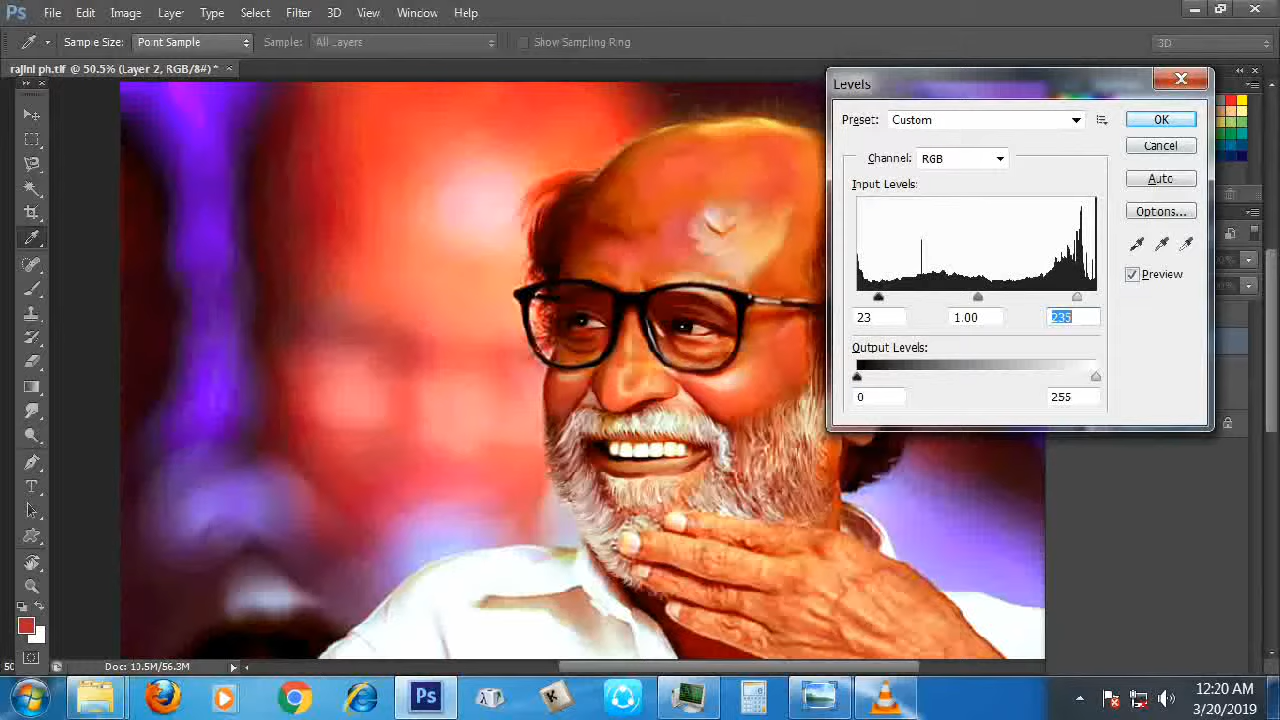 Ps File Edit Image Layer Type Select Filter 3D View Window Help
Sample Size: Point Sample Sample: All Layers Show Sampling Ring 3D
rajini ph.tif @ 50.5% (Layer 2, RGB/8#) * ×
Levels
Preset: Custom OK
Cancel
Channel: RGB
Auto
Input Levels:
Options...
Preview
23 1.00 235
Output Levels:
0 255
T
Doc: 10.5M/56.3M
Ps K
12:20 AM
3/20/2019